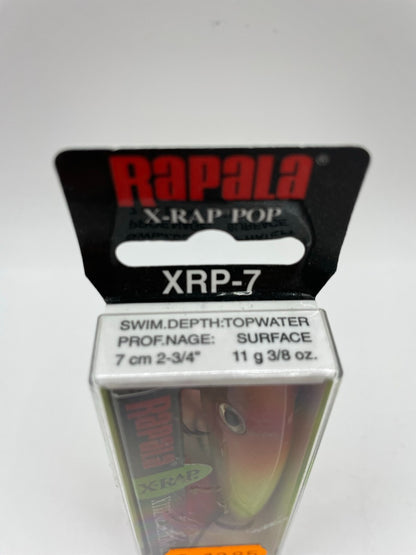 Rapala®
X-RAP POP
XRP-7
SWIM.DEPTH:TOPWATER
PROF.NAGE: SURFACE
7 cm 2-3/4" 11 g 3/8 oz.
Rapala
X-RAP